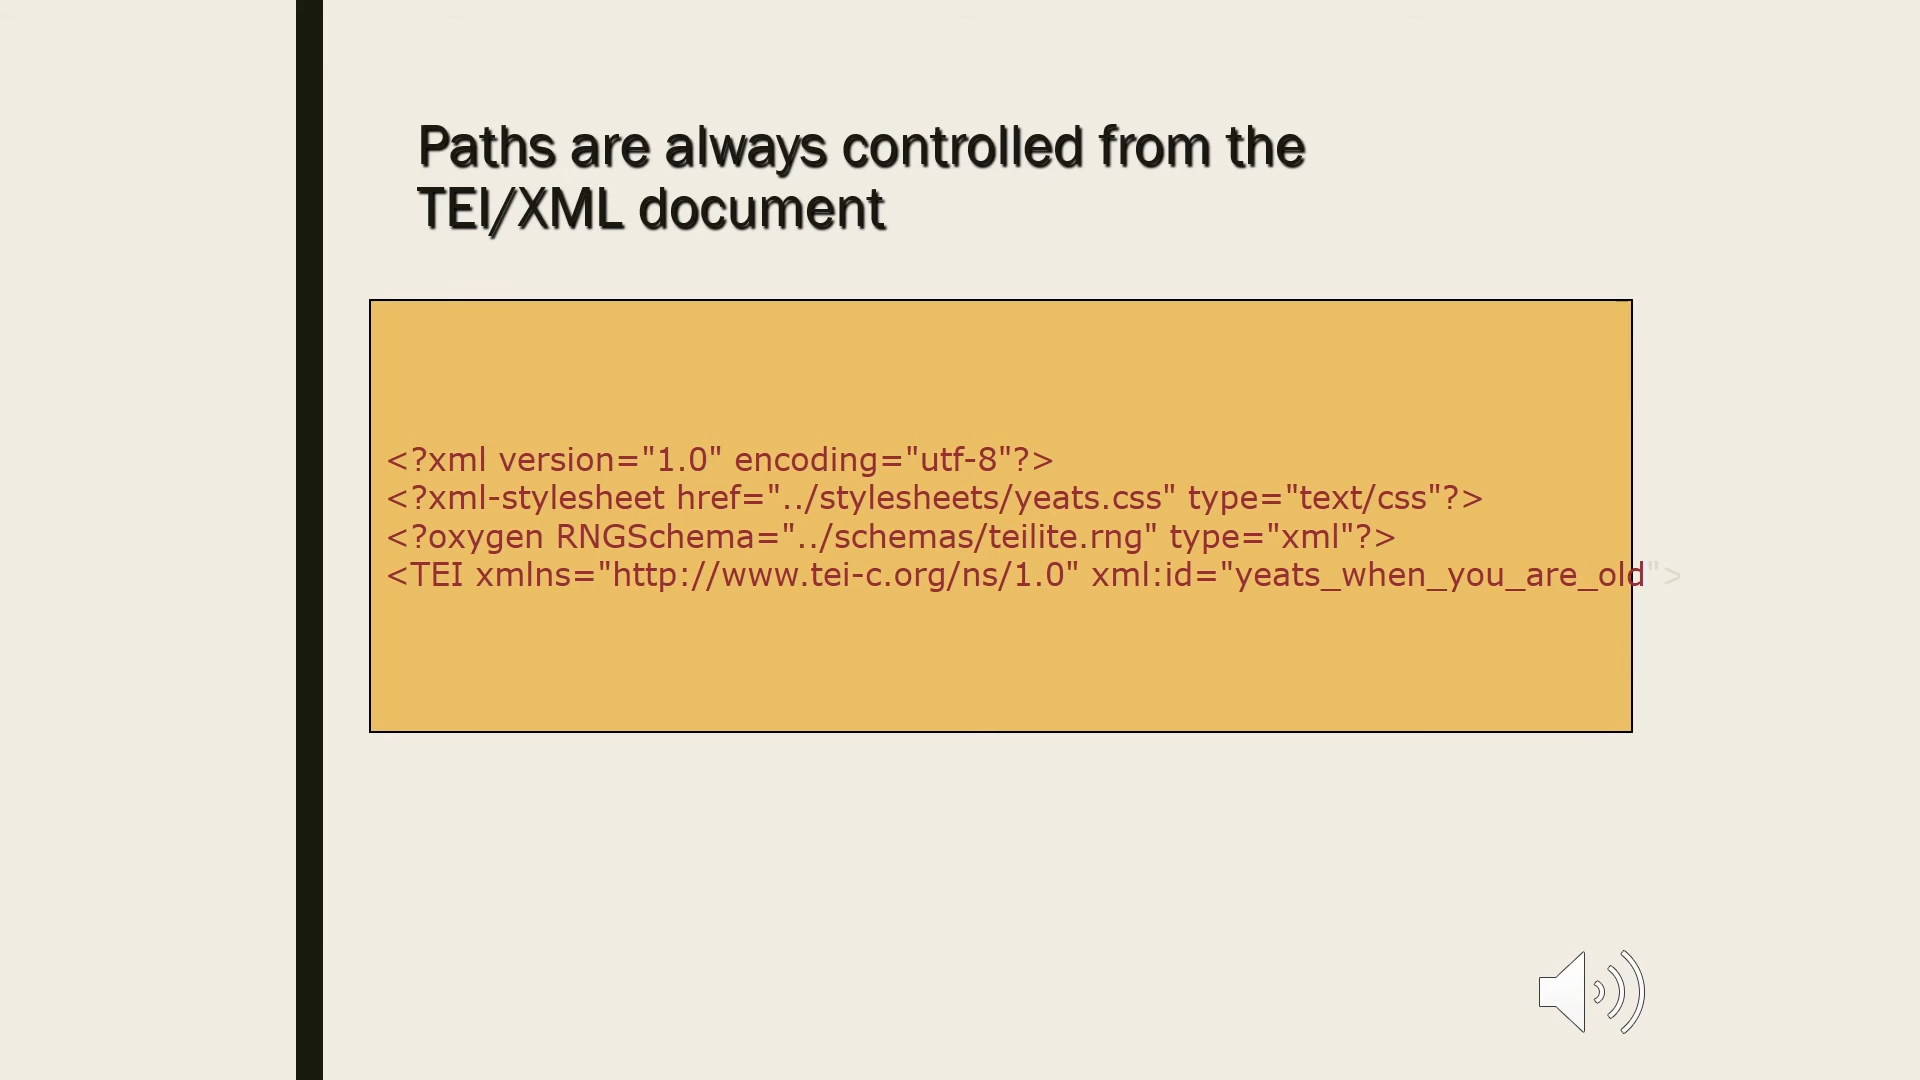 Paths are always controlled from the
TEI/XML document
<?xml version="1.0" encoding="utf-8"?>
<?xml-stylesheet href="../stylesheets/yeats.css" type="text/css"?>
<?oxygen RNGSchema="../schemas/teilite.rng" type="xml"?>
<TEI xmlns="http://www.tei-c.org/ns/1.0" xml:id="yeats_when_you_are_old">